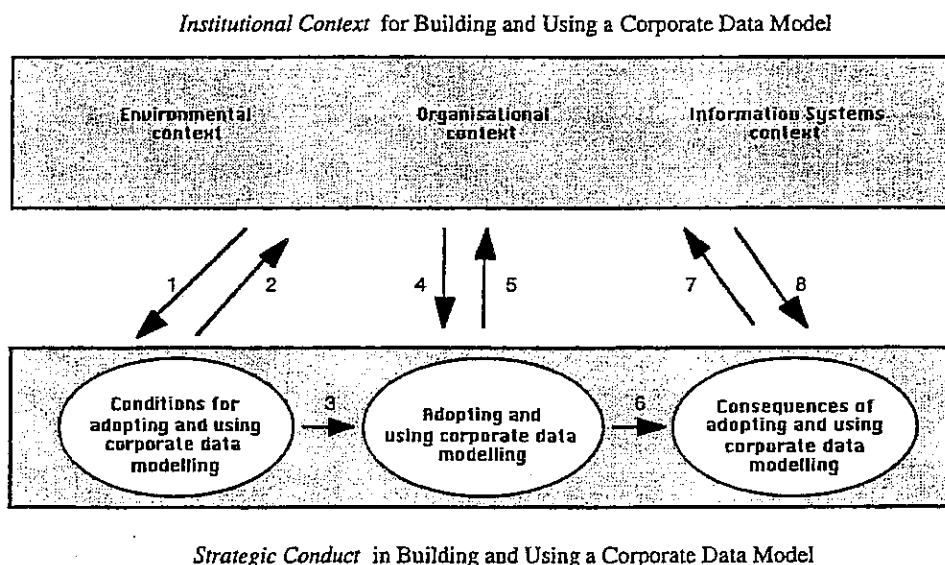 Institutional Context for Building and Using a Corporate Data Model
Environmental context
Organisational context
Information Systems context
1
2
4
5
7
8
Conditions for
adopting and using
corporate data
modelling
3
Adopting and
using corporate data
modelling
6
Consequences of
adopting and using
corporate data
modelling
Strategic Conduct in Building and Using a Corporate Data Model